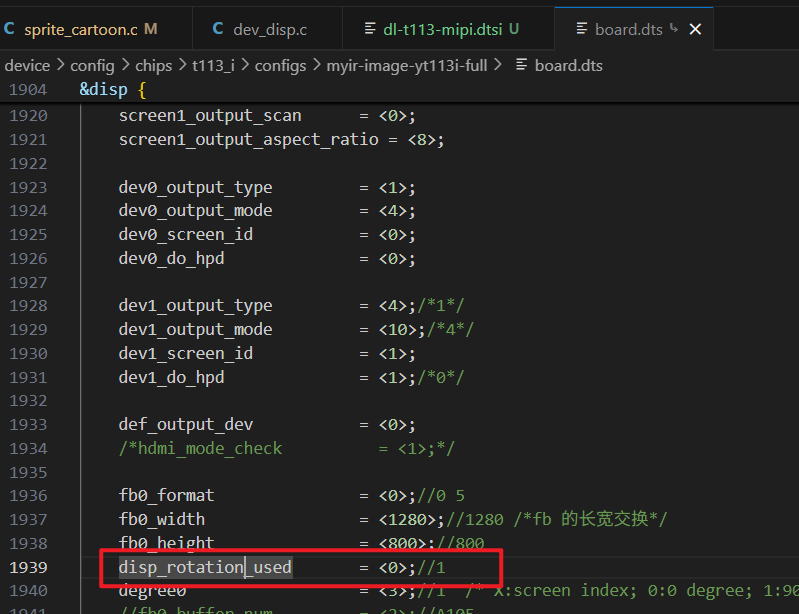 sprite_cartoon.c M
dev_disp.c
dl-t113-mipi.dtsi U
board.dts
device > config > chips > t113_i > configs > myir-image-yt113i-full > board.dts
1904 &disp {
1920 screen1_output_scan = <0>;
1921 screen1_output_aspect_ratio = <8>;
1922
1923 dev0_output_type = <1>;
1924 dev0_output_mode = <4>;
1925 dev0_screen_id = <0>;
1926 dev0_do_hpd = <0>;
1927
1928 dev1_output_type = <4>;/*1*/
1929 dev1_output_mode = <10>;/*4*/
1930 dev1_screen_id = <1>;
1931 dev1_do_hpd = <1>;/*0*/
1932
1933 def_output_dev = <0>;
1934 /*hdmi_mode_check = <1>;*/
1935
1936 fb0_format = <0>;//0 5
1937 fb0_width = <1280>;//1280 /*fb 的长宽交换*/
1938 fb0_height = <800>;//800
1939 disp_rotation_used = <0>;//1
1940 degree0 = <3>;//1 /* X:screen index; 0:0 degree; 1:90
1941 //fb0_buffer_num = <2>;//A105